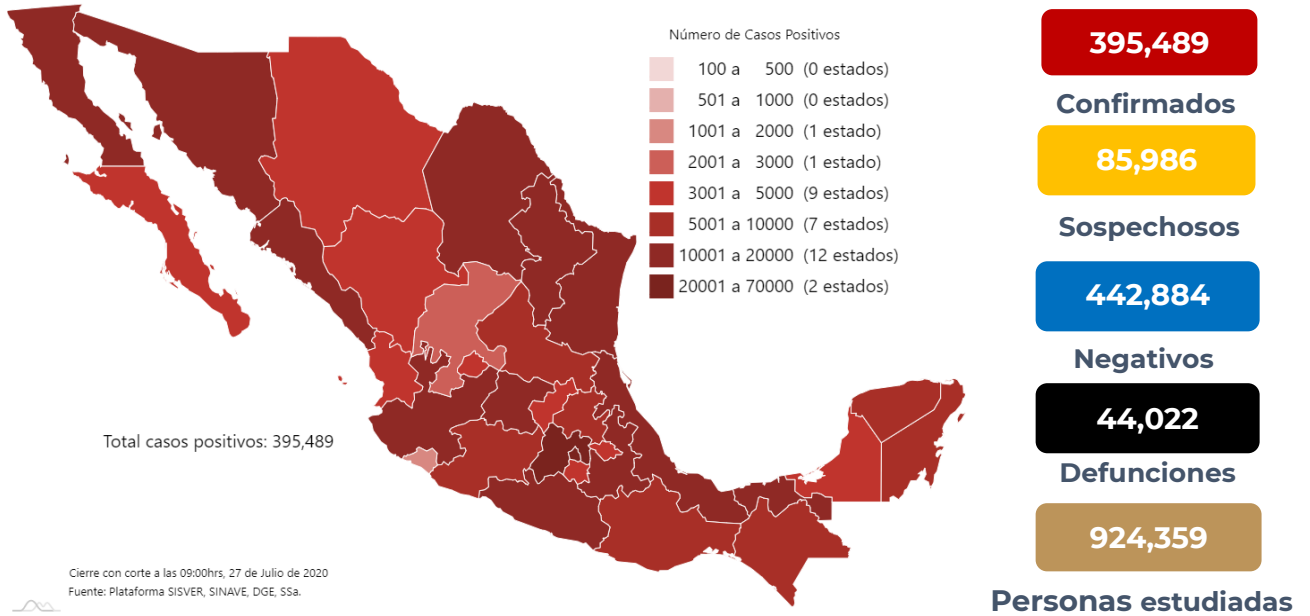 Número de Casos Positivos
100 a 500 (0 estados)
501 a 1000 (0 estados)
1001 a 2000 (1 estado)
2001 a 3000 (1 estado)
3001 a 5000 (9 estados)
5001 a 10000 (7 estados)
10001 a 20000 (12 estados)
20001 a 70000 (2 estados)
Total casos positivos: 395,489
Cierre con corte a las 09:00hrs, 27 de Julio de 2020
Fuente: Plataforma SISVER, SINAVE, DGE, SSa.
395,489
Confirmados
85,986
Sospechosos
442,884
Negativos
44,022
Defunciones
924,359
Personas estudiadas